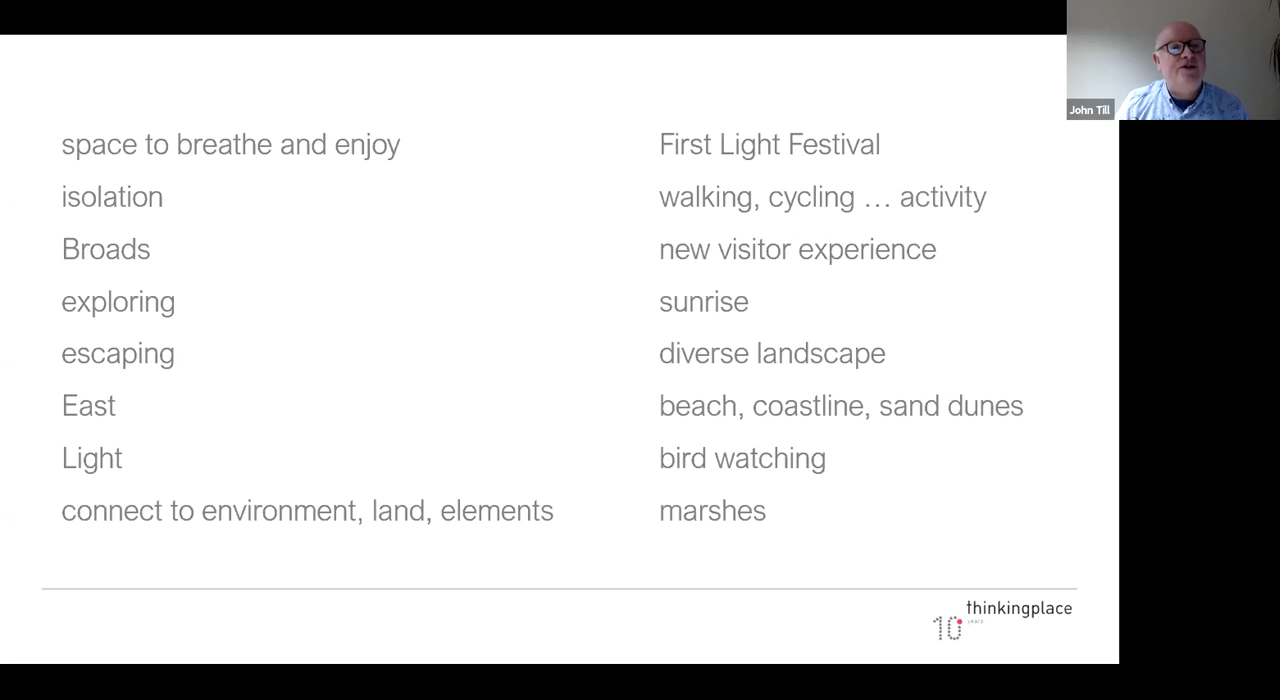 John Till
space to breathe and enjoy
isolation
Broads
exploring
escaping
East
Light
connect to environment, land, elements
First Light Festival
walking, cycling … activity
new visitor experience
sunrise
diverse landscape
beach, coastline, sand dunes
bird watching
marshes
thinkingplace
10 years